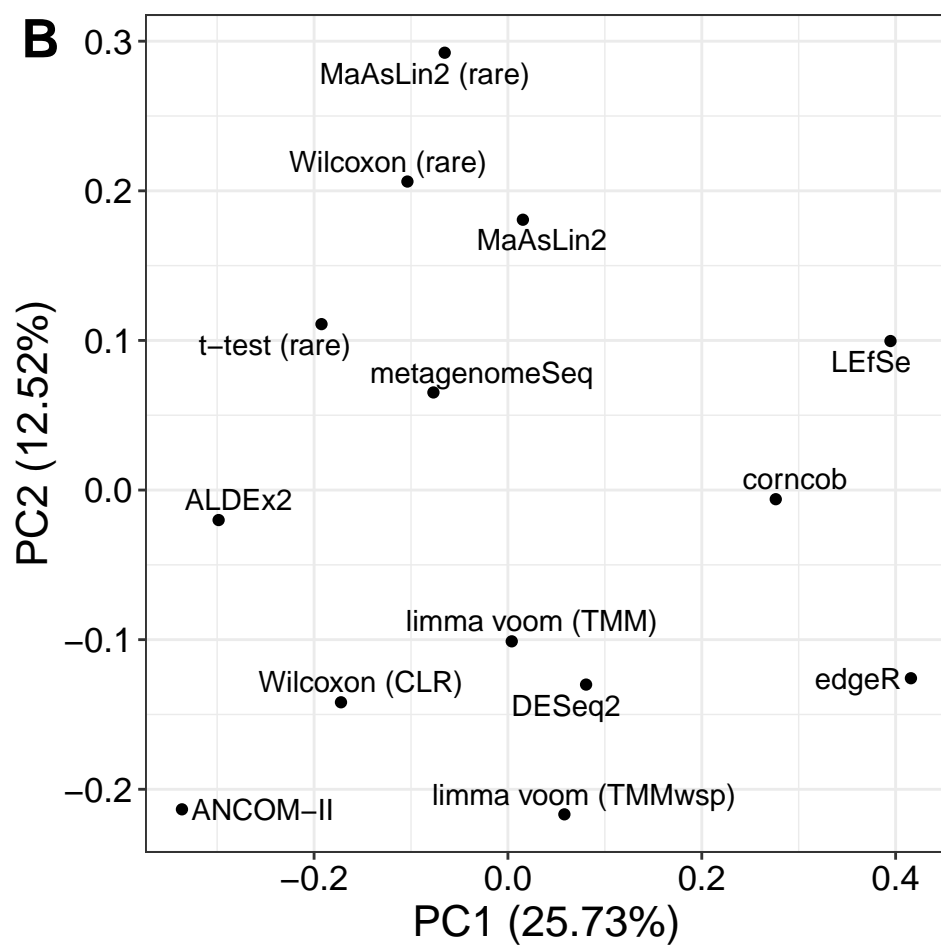 B
0.3
MaAsLin2 (rare)
Wilcoxon (rare)
0.2
MaAsLin2
0.1
t−test (rare)
LEfSe
metagenomeSeq
corncob
0.0
ALDEx2
limma voom (TMM)
−0.1
Wilcoxon (CLR)
edgeR
DESeq2
−0.2
limma voom (TMMwsp)
ANCOM−II
PC2 (12.52%)
−0.2 0.0 0.2 0.4
PC1 (25.73%)